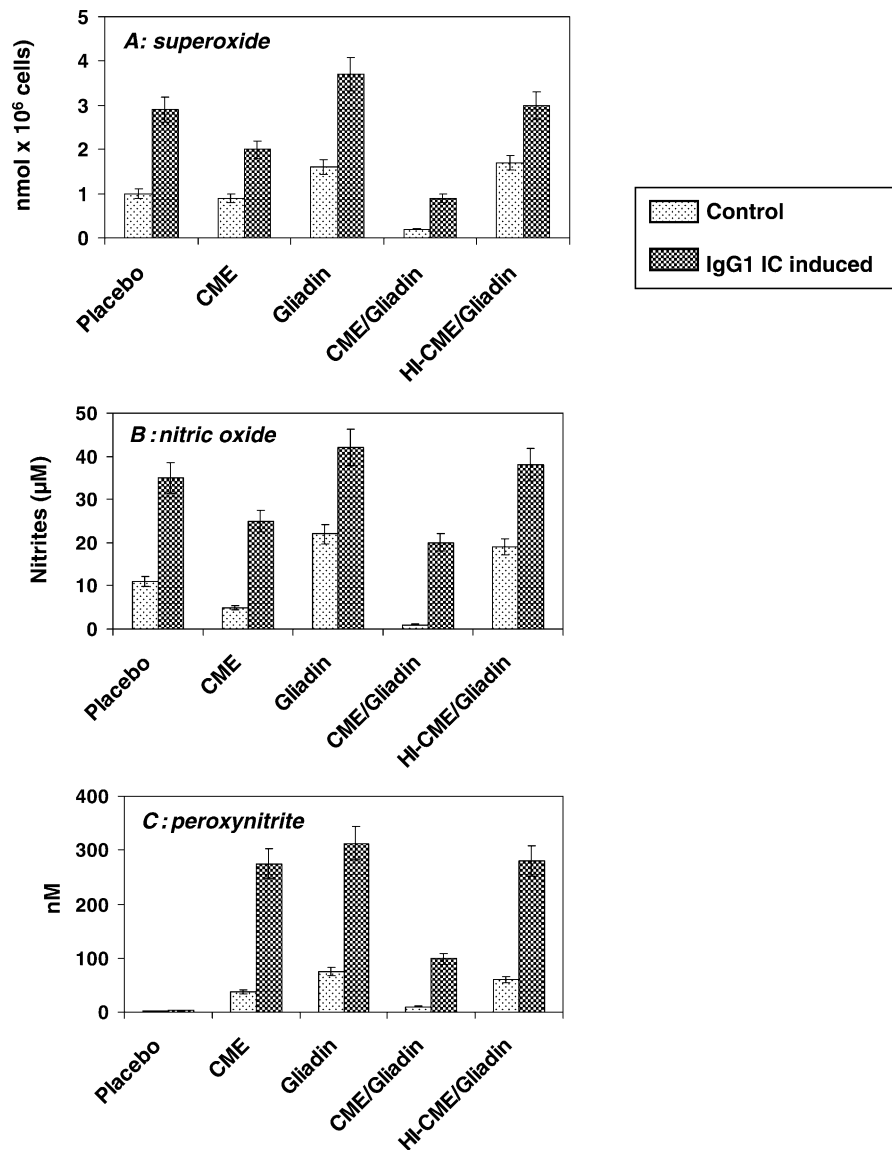 A: superoxide
nmol x 10⁶ cells)
5
4
3
2
1
0
Placebo
CME
Gliadin
CME/Gliadin
HI-CME/Gliadin
Control
IgG1 IC induced
B : nitric oxide
Nitrites (µM)
50
40
30
20
10
0
Placebo
CME
Gliadin
CME/Gliadin
HI-CME/Gliadin
C : peroxynitrite
nM
400
300
200
100
0
Placebo
CME
Gliadin
CME/Gliadin
HI-CME/Gliadin